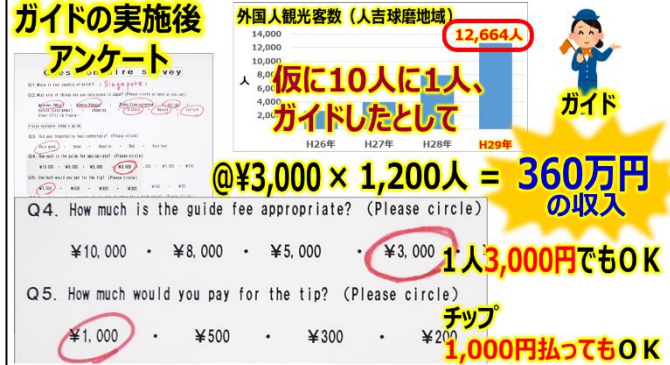 ガイドの実施後
アンケート
Questionnaire survey
Singapore
外国人観光客数（人吉球磨地域）
14,000
12,000
10,000
人
2,000
H26年
H27年
H28年
H29年
12,664人
仮に10人に1人、
ガイドしたとして
ガイド
@¥3,000 × 1,200人 = 360万円
の収入
Q4. How much is the guide fee appropriate? (Please circle)
¥10,000 ・ ¥8,000 ・ ¥5,000 ・ ¥3,000
1人3,000円でもOK
Q5. How much would you pay for the tip? (Please circle)
¥1,000 ・ ¥500 ・ ¥300 ・ ¥200
チップ
1,000円払ってもOK